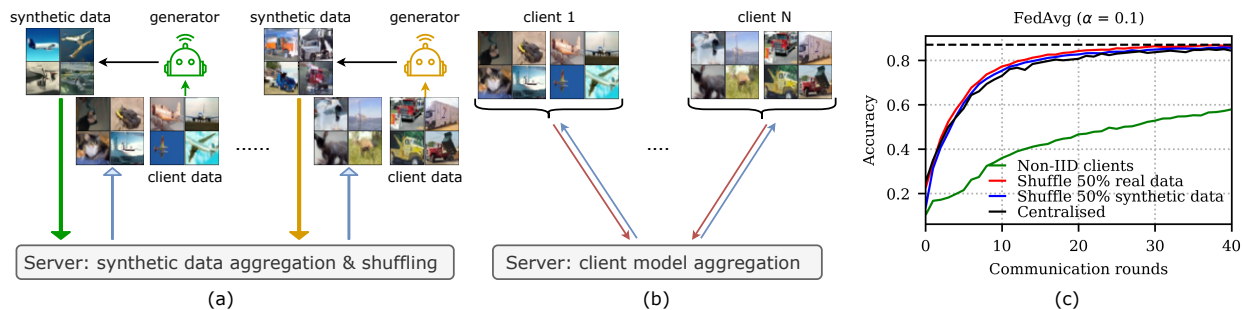 synthetic data
generator
synthetic data
generator
client data
......
client data
Server: synthetic data aggregation & shuffling
(a)
client 1
client N
....
Server: client model aggregation
(b)
FedAvg (α = 0.1)
Accuracy
0.8
0.6
0.4
0.2
Non-IID clients
Shuffle 50% real data
Shuffle 50% synthetic data
Centralised
0 10 20 30 40
Communication rounds
(c)